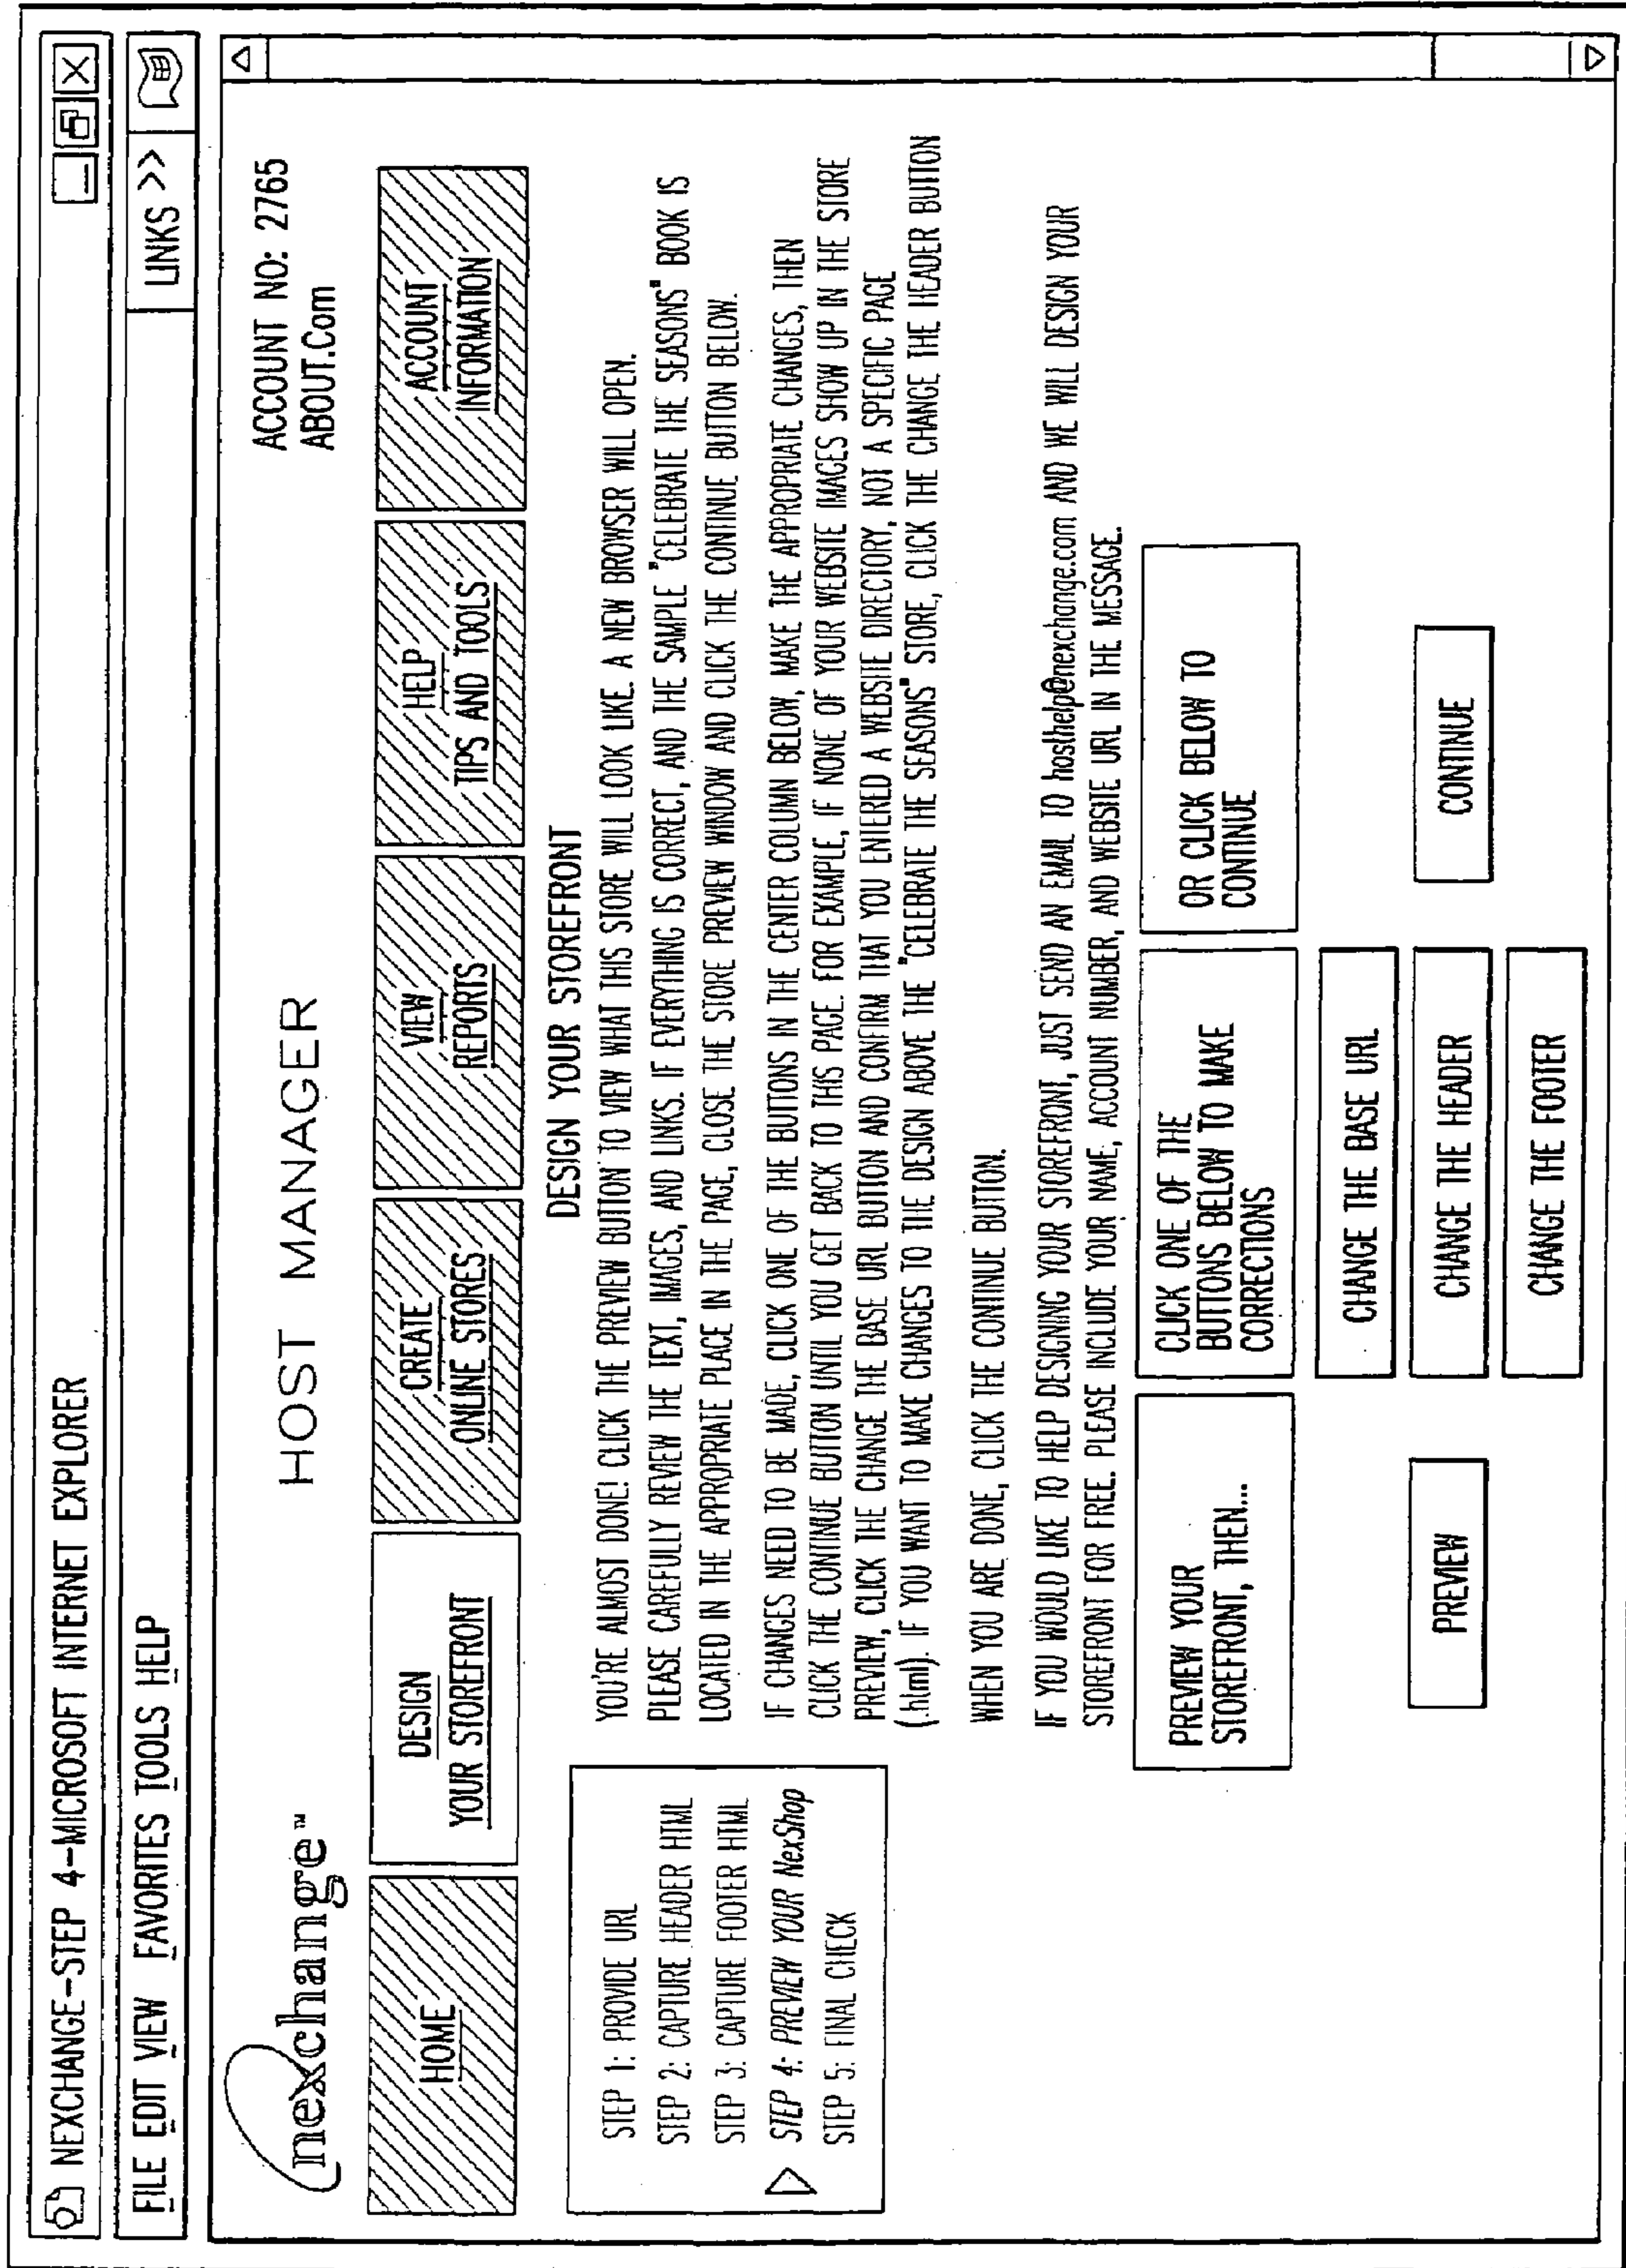 NEXCHANGE-STEP 4-MICROSOFT INTERNET EXPLORER
FILE EDIT VIEW FAVORITES TOOLS HELP
LINKS >>
nexchange™
HOST MANAGER
ACCOUNT NO: 2765
ABOUT.Com
HOME
DESIGN
YOUR STOREFRONT
CREATE
ONLINE STORES
VIEW
REPORTS
HELP
TIPS AND TOOLS
ACCOUNT
INFORMATION
STEP 1: PROVIDE URL
STEP 2: CAPTURE HEADER HTML
STEP 3: CAPTURE FOOTER HTML
STEP 4: PREVIEW YOUR NexShop
STEP 5: FINAL CHECK
DESIGN YOUR STOREFRONT
YOU'RE ALMOST DONE! CLICK THE PREVIEW BUTTON TO VIEW WHAT THIS STORE WILL LOOK LIKE. A NEW BROWSER WILL OPEN.
PLEASE CAREFULLY REVIEW THE TEXT, IMAGES, AND LINKS. IF EVERYTHING IS CORRECT, AND THE SAMPLE "CELEBRATE THE SEASONS" BOOK IS
LOCATED IN THE APPROPRIATE PLACE IN THE PAGE, CLOSE THE STORE PREVIEW WINDOW AND CLICK THE CONTINUE BUTTON BELOW.
IF CHANGES NEED TO BE MADE, CLICK ONE OF THE BUTTONS IN THE CENTER COLUMN BELOW, MAKE THE APPROPRIATE CHANGES, THEN
CLICK THE CONTINUE BUTTON UNTIL YOU GET BACK TO THIS PAGE. FOR EXAMPLE, IF NONE OF YOUR WEBSITE IMAGES SHOW UP IN THE STORE
PREVIEW, CLICK THE CHANGE THE BASE URL BUTTON AND CONFIRM THAT YOU ENTERED A WEBSITE DIRECTORY, NOT A SPECIFIC PAGE
(.html). IF YOU WANT TO MAKE CHANGES TO THE DESIGN ABOVE THE "CELEBRATE THE SEASONS" STORE, CLICK THE CHANGE THE HEADER BUTTON
WHEN YOU ARE DONE, CLICK THE CONTINUE BUTTON.
IF YOU WOULD LIKE TO HELP DESIGNING YOUR STOREFRONT, JUST SEND AN EMAIL TO hosthelp@nexchange.com AND WE WILL DESIGN YOUR
STOREFRONT FOR FREE. PLEASE INCLUDE YOUR NAME, ACCOUNT NUMBER, AND WEBSITE URL IN THE MESSAGE.
PREVIEW YOUR
STOREFRONT, THEN...
CLICK ONE OF THE
BUTTONS BELOW TO MAKE
CORRECTIONS
OR CLICK BELOW TO
CONTINUE
PREVIEW
CHANGE THE BASE URL
CHANGE THE HEADER
CHANGE THE FOOTER
CONTINUE